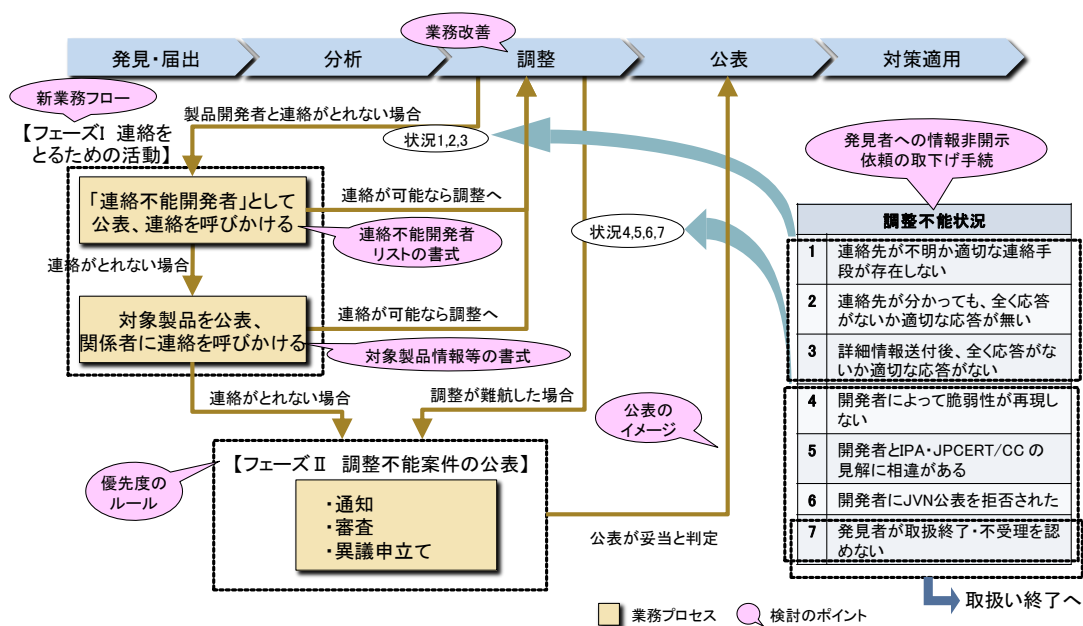 業務改善
発見・届出
分析
調整
公表
対策適用
新業務フロー
製品開発者と連絡がとれない場合
【フェーズⅠ 連絡を
とるための活動】
状況1,2,3
発見者への情報非開示
依頼の取下げ手続
「連絡不能開発者」として
公表、連絡を呼びかける
連絡が可能なら調整へ
連絡不能開発者
リストの書式
状況4,5,6,7
調整不能状況
1 連絡先が不明か適切な連絡手
段が存在しない
2 連絡先が分かっても、全く応答
がないか適切な応答が無い
3 詳細情報送付後、全く応答がな
いか適切な応答がない
4 開発者によって脆弱性が再現し
ない
5 開発者とIPA・JPCERT/CC の
見解に相違がある
6 開発者にJVN公表を拒否された
7 発見者が取扱終了・不受理を認
めない
取扱い終了へ
連絡がとれない場合
対象製品を公表、
関係者に連絡を呼びかける
連絡が可能なら調整へ
対象製品情報等の書式
連絡がとれない場合
調整が難航した場合
公表の
イメージ
優先度の
ルール
【フェーズⅡ 調整不能案件の公表】
・通知
・審査
・異議申立て
公表が妥当と判定
業務プロセス
検討のポイント